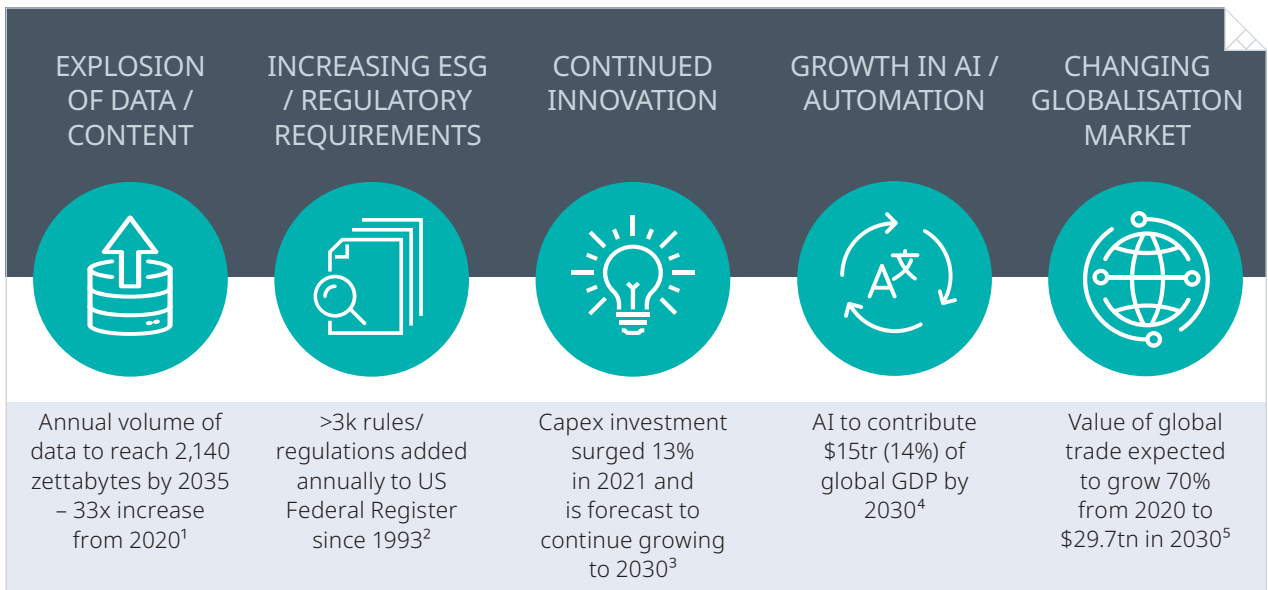 EXPLOSION
OF DATA /
CONTENT
INCREASING ESG
/ REGULATORY
REQUIREMENTS
CONTINUED
INNOVATION
GROWTH IN AI /
AUTOMATION
CHANGING
GLOBALISATION
MARKET
A文
Annual volume of
data to reach 2,140
zettabytes by 2035
– 33x increase
from 2020¹
>3k rules/
regulations added
annually to US
Federal Register
since 1993²
Capex investment
surged 13%
in 2021 and
is forecast to
continue growing
to 2030³
AI to contribute
$15tr (14%) of
global GDP by
2030⁴
Value of global
trade expected
to grow 70%
from 2020 to
$29.7tn in 2030⁵